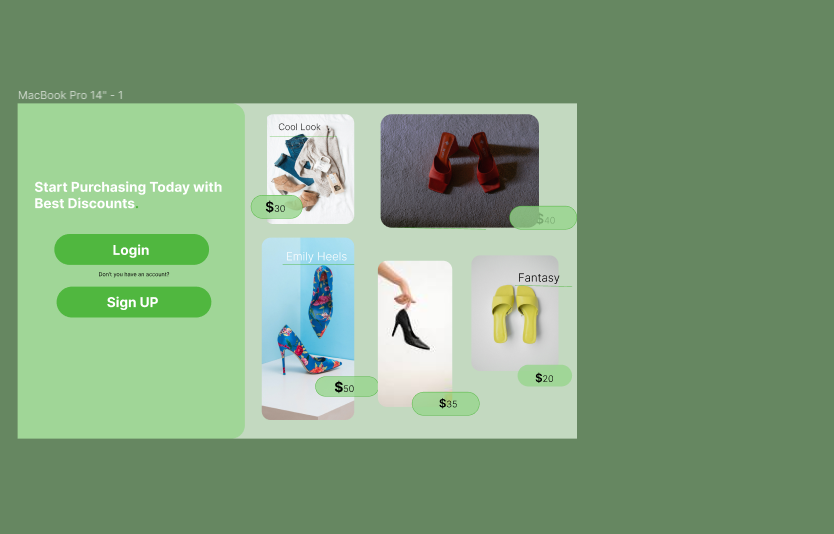 MacBook Pro 14" - 1
Start Purchasing Today with
Best Discounts.
Login
Don't you have an account?
Sign UP
Cool Look
$30
$40
Emily Heels
$50
$35
Fantasy
$20